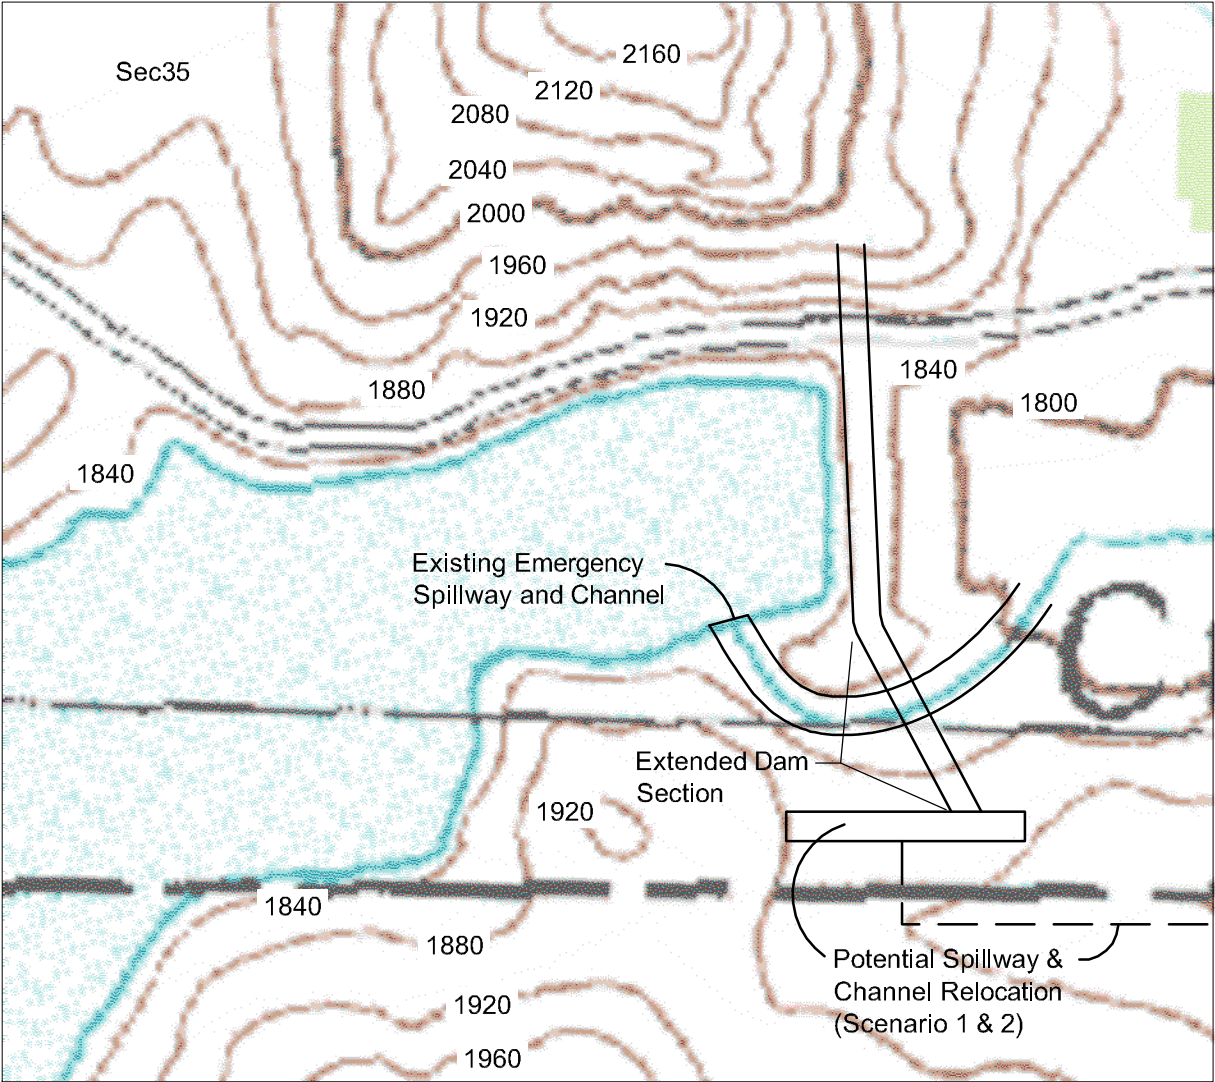 2160
Sec35
2120
2080
2040
2000
1960
1920
1840
1880
1800
1840
Existing Emergency
Spillway and Channel
Extended Dam
Section
1920
1840
1880
Potential Spillway &
Channel Relocation
(Scenario 1 & 2)
1920
1960